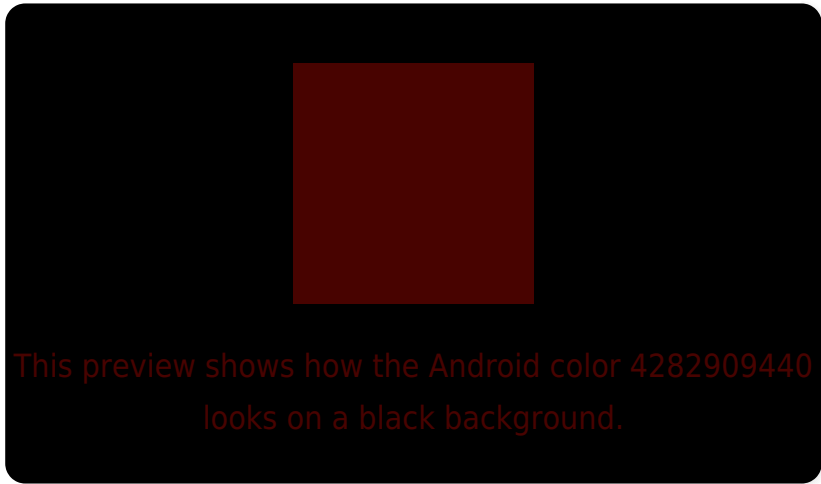 This preview shows how the Android color 4282909440
looks on a black background.